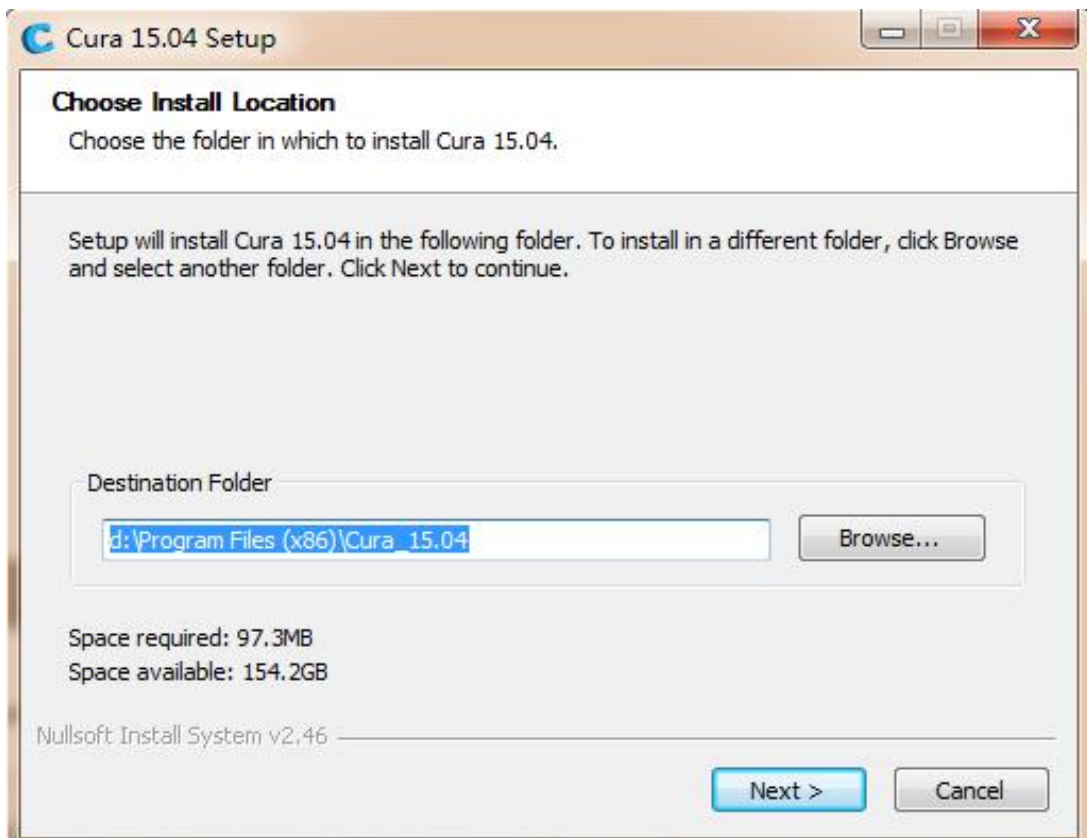 Cura 15.04 Setup
Choose Install Location
Choose the folder in which to install Cura 15.04.
Setup will install Cura 15.04 in the following folder. To install in a different folder, click Browse
and select another folder. Click Next to continue.
Destination Folder
d:\Program Files (x86)\Cura_15.04
Browse...
Space required: 97.3MB
Space available: 154.2GB
Nullsoft Install System v2.46
Next >
Cancel